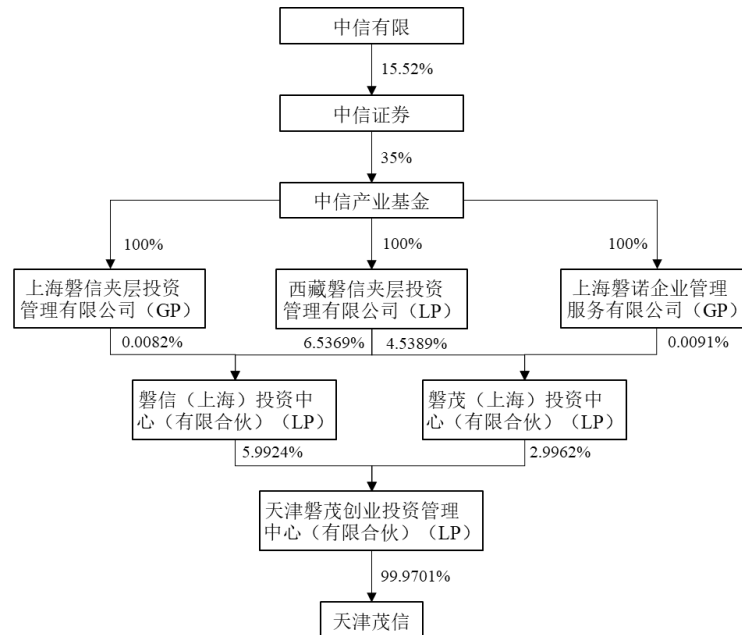 中信有限
15.52%
中信证券
35%
中信产业基金
100%
100%
100%
上海磐信夹层投资
管理有限公司（GP）
西藏磐信夹层投资
管理有限公司（LP）
上海磐诺企业管理
服务有限公司（GP）
0.0082%
6.5369%
4.5389%
0.0091%
磐信（上海）投资中
心（有限合伙）（LP）
磐茂（上海）投资中
心（有限合伙）（LP）
5.9924%
2.9962%
天津磐茂创业投资管理
中心（有限合伙）（LP）
99.9701%
天津茂信